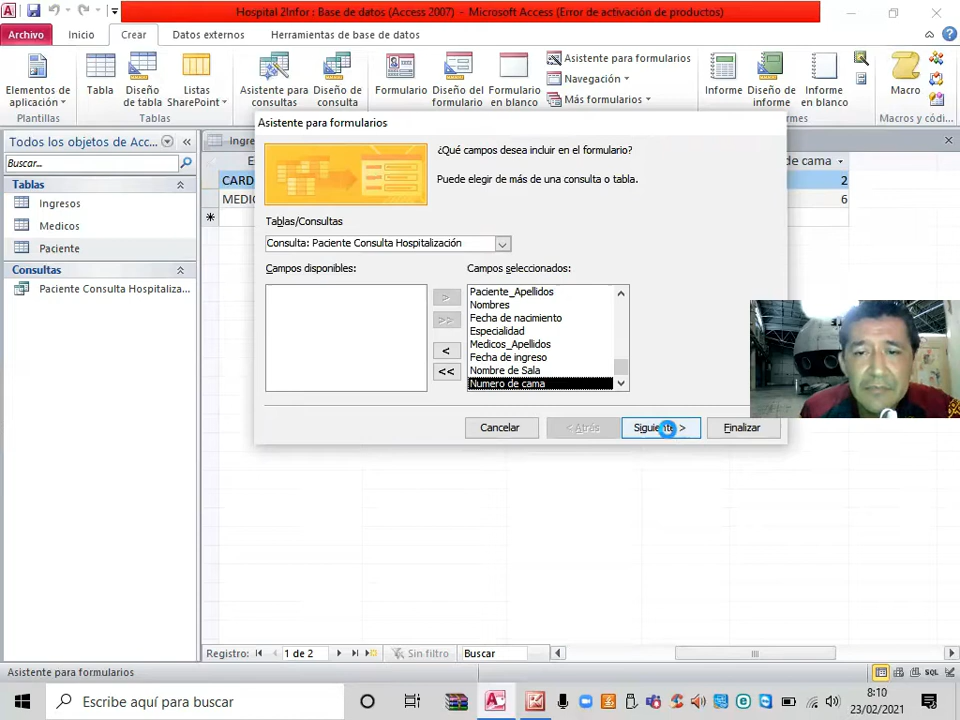 Hospital 2Infor : Base de datos (Access 2007) - Microsoft Access (Error de activación de productos)
Archivo Inicio Crear Datos externos Herramientas de base de datos
Elementos de aplicación
Tabla
Diseño de tabla
Listas SharePoint
Asistente para consultas
Diseño de consulta
Formulario
Diseño del formulario
Formulario en blanco
Asistente para formularios
Navegación
Más formularios
Informe
Diseño de informe
Informe en blanco
Macro
Plantillas Tablas mes Macros y códi...
Todos los objetos de Acc...
Buscar...
Tablas
Ingresos
Medicos
Paciente
Consultas
Paciente Consulta Hospitaliza...
Ingre
E
de cama
CARD
2
MEDIC
6
Asistente para formularios
¿Qué campos desea incluir en el formulario?
Puede elegir de más de una consulta o tabla.
Tablas/Consultas
Consulta: Paciente Consulta Hospitalización
Campos disponibles:
Campos seleccionados:
>
>>
<
<<
Paciente_Apellidos
Nombres
Fecha de nacimiento
Especialidad
Medicos_Apellidos
Fecha de ingreso
Nombre de Sala
Numero de cama
Cancelar < Atrás Siguiente > Finalizar
Registro: 1 de 2 Sin filtro Buscar
Asistente para formularios
SQL
Escribe aquí para buscar
8:10
23/02/2021